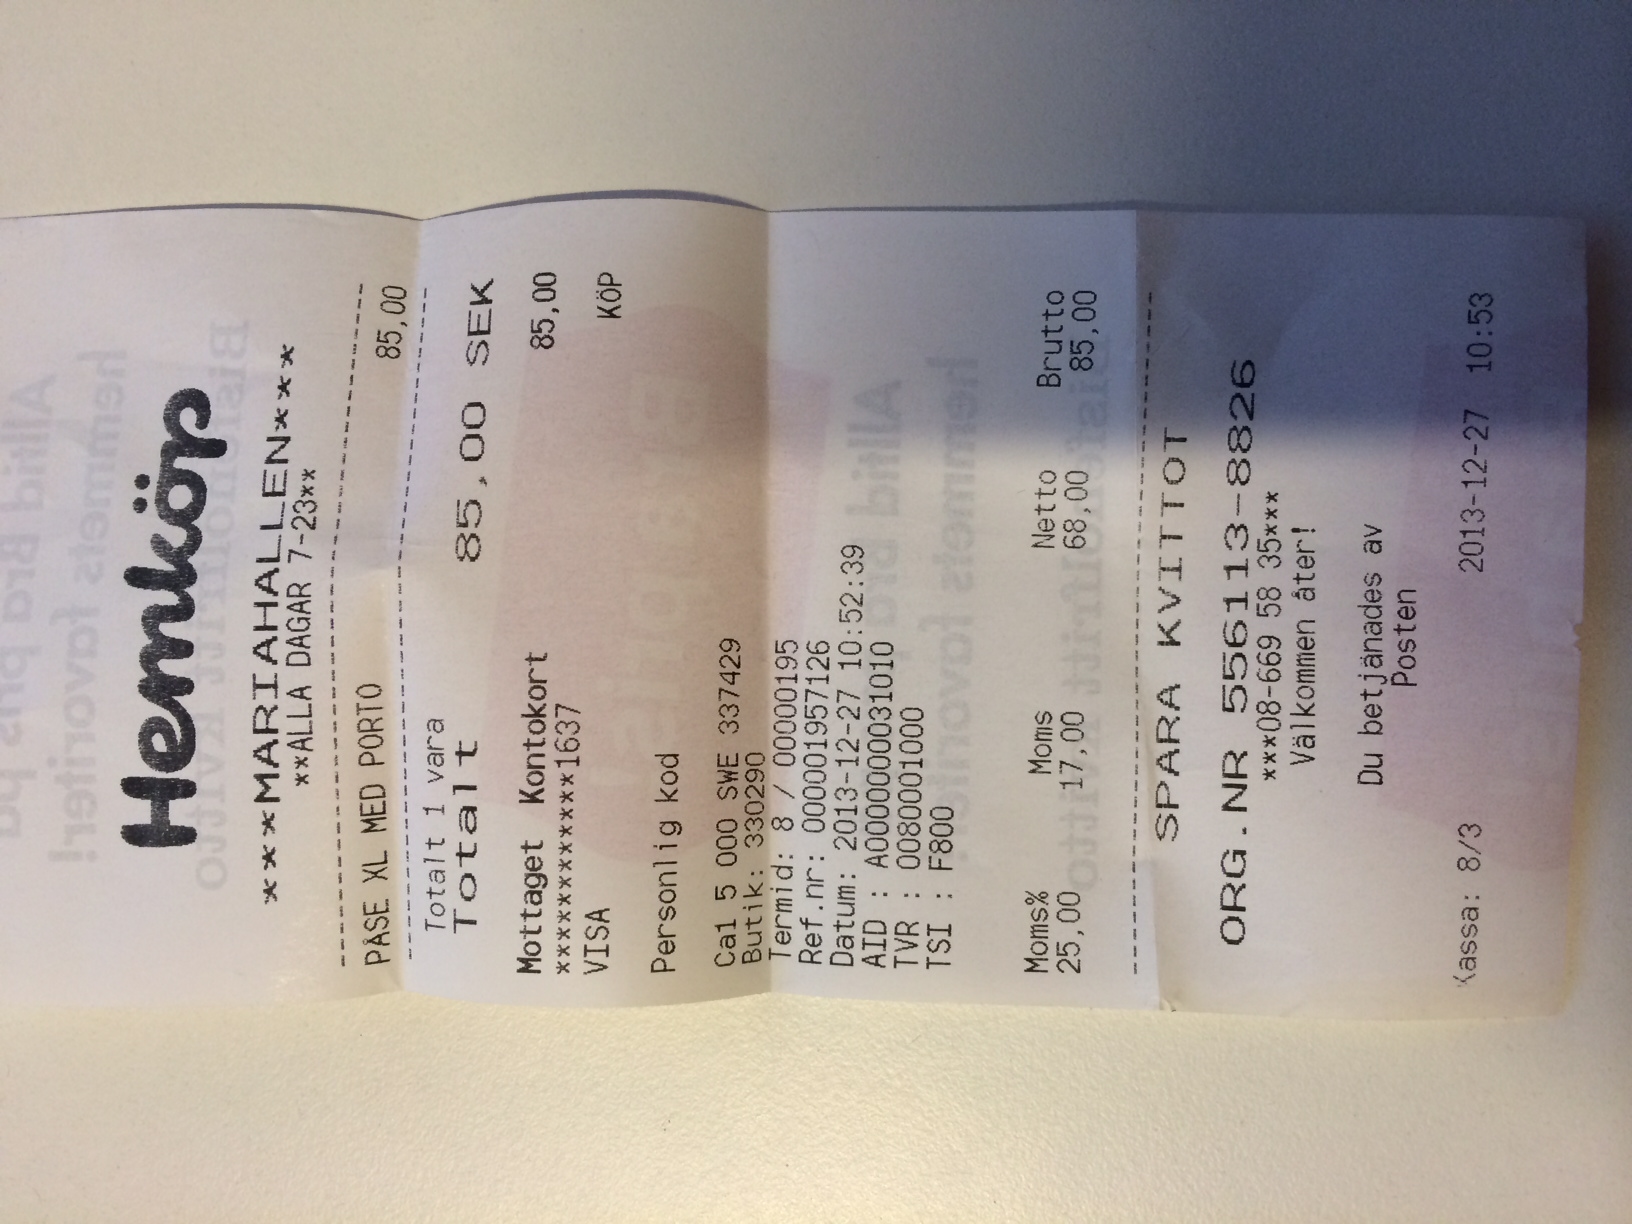 Hemköp
***MARIAHALLEN***
**ALLA DAGAR 7-23**
PÅSE XL MED PORTO 85,00
Totalt 1 vara
Totalt 85,00 SEK
Mottaget Kontokort 85,00
************1637
VISA KÖP
Personlig kod
Ca1 5 000 SWE 337429
Butik: 330290
Termid: 8 / 00000195
Ref.nr: 000001957126
Datum: 2013-12-27 10:52:39
AID : A0000000031010
TVR : 0080001000
TSI : F800
Moms% Moms Netto Brutto
25,00 17,00 68,00 85,00
SPARA KVITTOT
ORG.NR 556113-8826
***08-669 58 35***
Välkommen åter!
Du betjänades av
Posten
Kassa: 8/3 2013-12-27 10:53